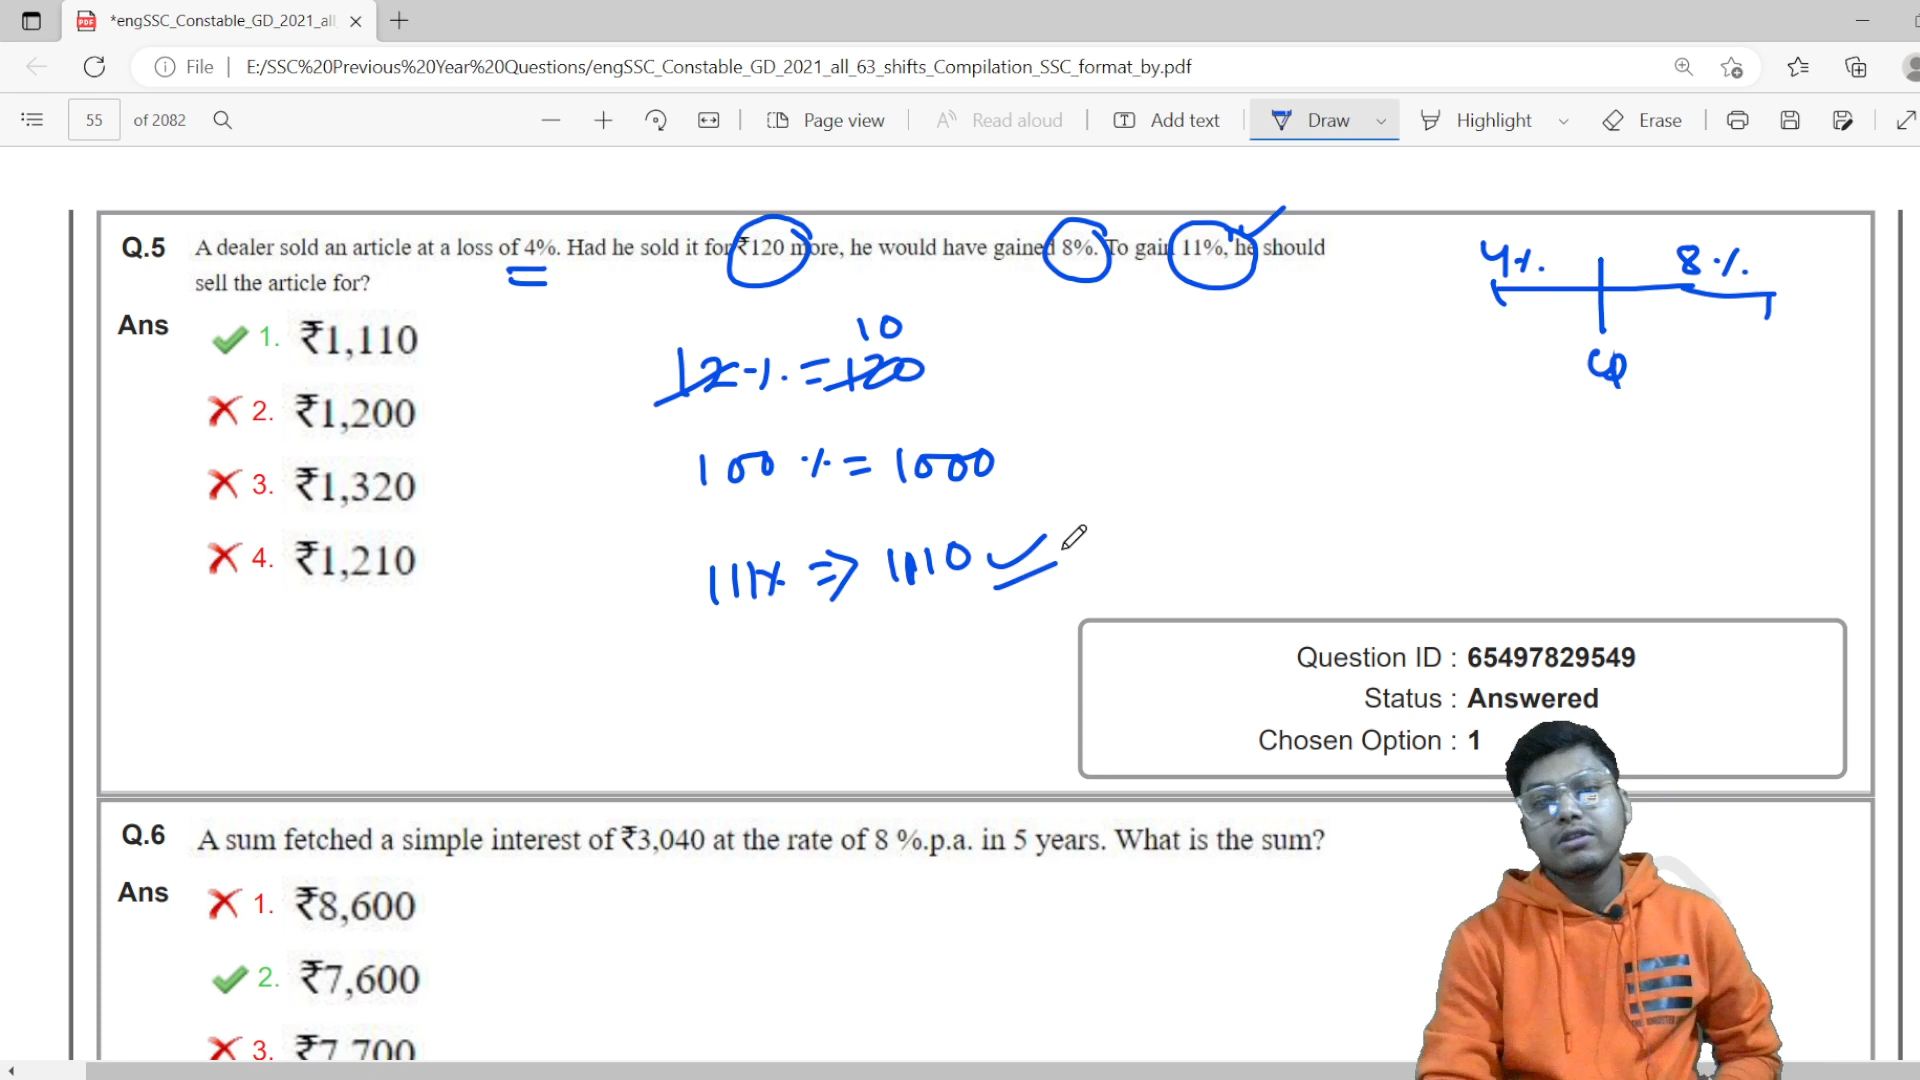 *engSSC_Constable_GD_2021_all
File | E:/SSC%20Previous%20Year%20Questions/engSSC_Constable_GD_2021_all_63_shifts_Compilation_SSC_format_by.pdf
55 of 2082 Page view Read aloud Add text Draw Highlight Erase
Q.5 A dealer sold an article at a loss of 4%. Had he sold it for ₹120 more, he would have gained 8%. To gain 11%, he should
sell the article for?
4% 8%
CP
Ans
1. ₹1,110
2. ₹1,200
3. ₹1,320
4. ₹1,210
10
12% = 120
100% = 1000
111% ⇒ 1110
Question ID : 65497829549
Status : Answered
Chosen Option : 1
Q.6 A sum fetched a simple interest of ₹3,040 at the rate of 8 %.p.a. in 5 years. What is the sum?
Ans
1. ₹8,600
2. ₹7,600
3. ₹7,700